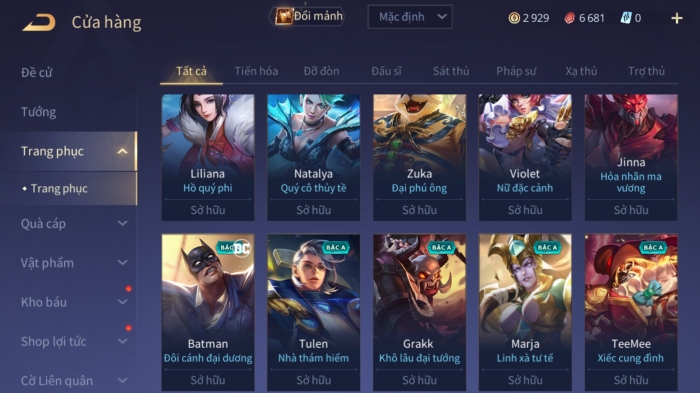 Cửa hàng
Đổi mảnh
Mặc định
2 929
6 681
0
Đề cử
Tướng
Trang phục
Trang phục
Quà cáp
Vật phẩm
Kho báu
Shop lợi tức
Cờ Liên quân
Tất cả
Tiến hóa
Đỡ đòn
Đấu sĩ
Sát thủ
Pháp sư
Xạ thủ
Trợ thủ
Liliana
Hồ quý phi
Sở hữu
Natalya
Quý cô thủy tề
Sở hữu
Zuka
Đại phú ông
Sở hữu
Violet
Nữ đặc cảnh
Sở hữu
Jinna
Hỏa nhãn ma
vương
Sở hữu
BẬC
DC
Batman
Đôi cánh đại dương
Sở hữu
BẬC A
Tulen
Nhà thám hiểm
Sở hữu
BẬC A
Grakk
Khô lâu đại tướng
Sở hữu
BẬC A
Marja
Linh xà tư tế
Sở hữu
BẬC A
TeeMee
Xiếc cung đình
Sở hữu